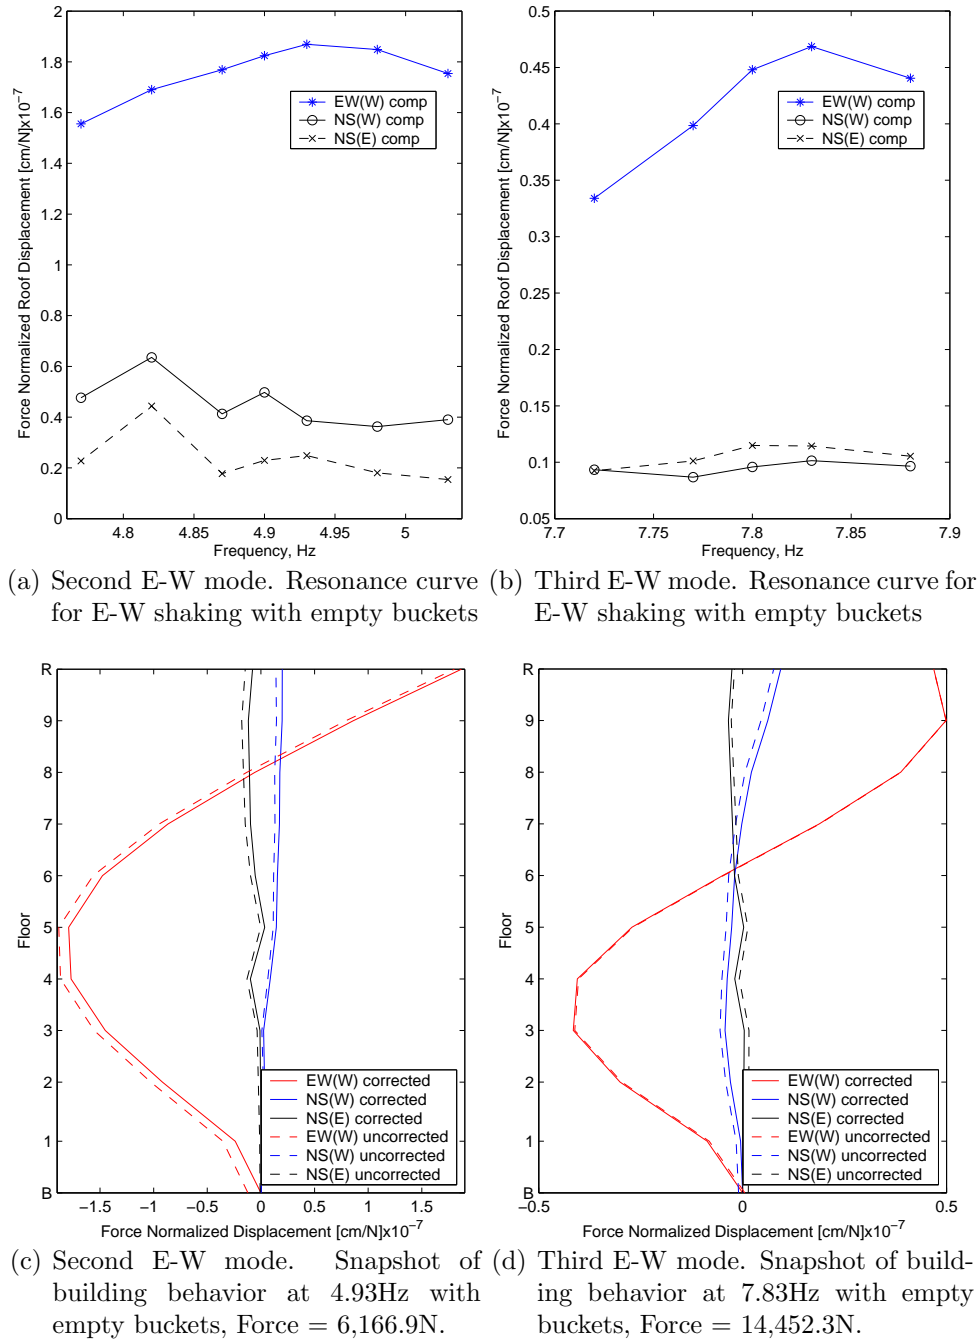 2
1.8
1.6
1.4
1.2
1
0.8
0.6
0.4
0.2
0
4.8 4.85 4.9 4.95 5
Frequency, Hz
Force Normalized Roof Displacement [cm/N]x10⁻⁷
EW(W) comp
NS(W) comp
NS(E) comp
0.5
0.45
0.4
0.35
0.3
0.25
0.2
0.15
0.1
0.05
7.7 7.75 7.8 7.85 7.9
Frequency, Hz
Force Normalized Roof Displacement [cm/N]x10⁻⁷
EW(W) comp
NS(W) comp
NS(E) comp
(a) Second E-W mode. Resonance curve
for E-W shaking with empty buckets
(b) Third E-W mode. Resonance curve for
E-W shaking with empty buckets
R
9
8
7
6
5
4
3
2
1
B
Floor
−1.5 −1 −0.5 0 0.5 1 1.5
Force Normalized Displacement [cm/N]x10⁻⁷
EW(W) corrected
NS(W) corrected
NS(E) corrected
EW(W) uncorrected
NS(W) uncorrected
NS(E) uncorrected
R
9
8
7
6
5
4
3
2
1
B
Floor
−0.5 0 0.5
Force Normalized Displacement [cm/N]x10⁻⁷
EW(W) corrected
NS(W) corrected
NS(E) corrected
EW(W) uncorrected
NS(W) uncorrected
NS(E) uncorrected
(c) Second E-W mode. Snapshot of
building behavior at 4.93Hz with
empty buckets, Force = 6,166.9N.
(d) Third E-W mode. Snapshot of build-
ing behavior at 7.83Hz with empty
buckets, Force = 14,452.3N.